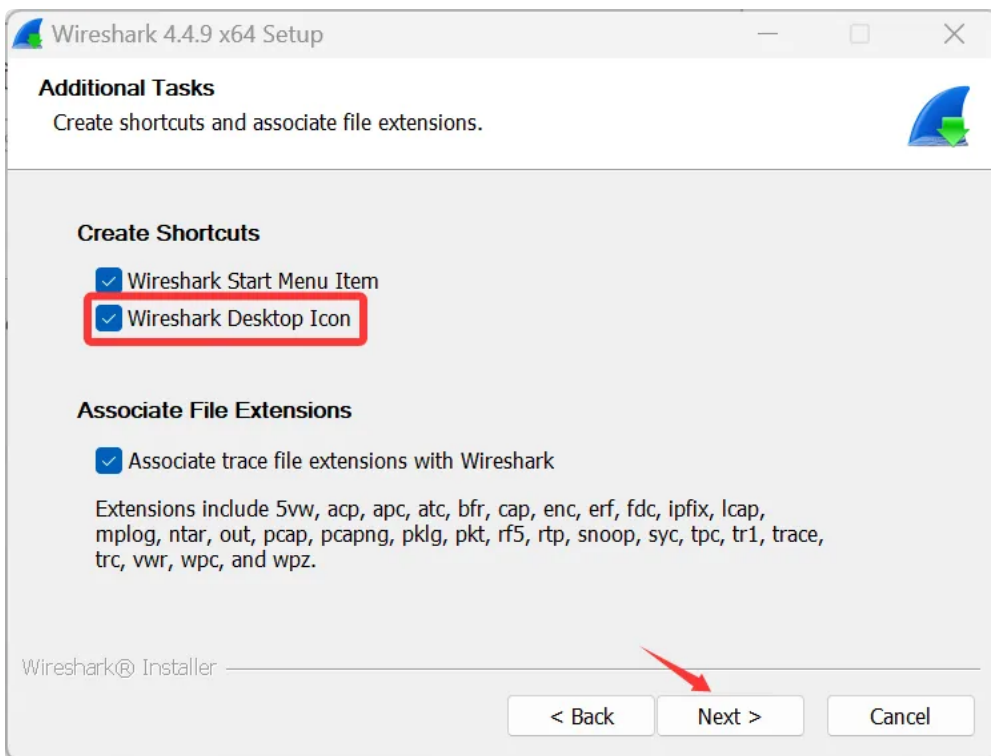 Wireshark 4.4.9 x64 Setup
Additional Tasks
Create shortcuts and associate file extensions.
Create Shortcuts
Wireshark Start Menu Item
Wireshark Desktop Icon
Associate File Extensions
Associate trace file extensions with Wireshark
Extensions include 5vw, acp, apc, atc, bfr, cap, enc, erf, fdc, ipfix, lcap,
mplog, ntar, out, pcap, pcapng, pklg, pkt, rf5, rtp, snoop, syc, tpc, tr1, trace,
trc, vwr, wpc, and wpz.
Wireshark® Installer
< Back Next > Cancel